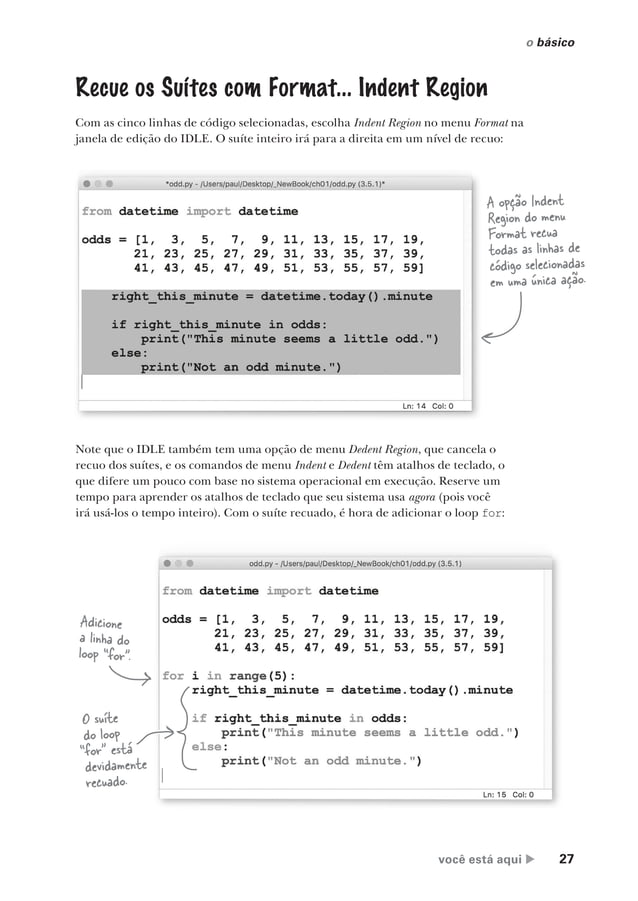 o básico
Recue os Suítes com Format... Indent Region
Com as cinco linhas de código selecionadas, escolha Indent Region no menu Format na
janela de edição do IDLE. O suíte inteiro irá para a direita em um nível de recuo:
*odd.py - /Users/paul/Desktop/_NewBook/ch01/odd.py (3.5.1)*
from datetime import datetime
odds = [1,  3,  5,  7,  9, 11, 13, 15, 17, 19,
21, 23, 25, 27, 29, 31, 33, 35, 37, 39,
41, 43, 45, 47, 49, 51, 53, 55, 57, 59]
right_this_minute = datetime.today().minute
if right_this_minute in odds:
print("This minute seems a little odd.")
else:
print("Not an odd minute.")
Ln: 14 Col: 0
A opção Indent
Region do menu
Format recua
todas as linhas de
código selecionadas
em uma única ação.
Note que o IDLE também tem uma opção de menu Dedent Region, que cancela o
recuo dos suítes, e os comandos de menu Indent e Dedent têm atalhos de teclado, o
que difere um pouco com base no sistema operacional em execução. Reserve um
tempo para aprender os atalhos de teclado que seu sistema usa agora (pois você
irá usá-los o tempo inteiro). Com o suíte recuado, é hora de adicionar o loop for:
odd.py - /Users/paul/Desktop/_NewBook/ch01/odd.py (3.5.1)
from datetime import datetime
odds = [1,  3,  5,  7,  9, 11, 13, 15, 17, 19,
21, 23, 25, 27, 29, 31, 33, 35, 37, 39,
41, 43, 45, 47, 49, 51, 53, 55, 57, 59]
for i in range(5):
right_this_minute = datetime.today().minute
if right_this_minute in odds:
print("This minute seems a little odd.")
else:
print("Not an odd minute.")
Ln: 15 Col: 0
Adicione
a linha do
loop “for”.
O suíte
do loop
“for” está
devidamente
recuado.
você está aqui ▶ 27